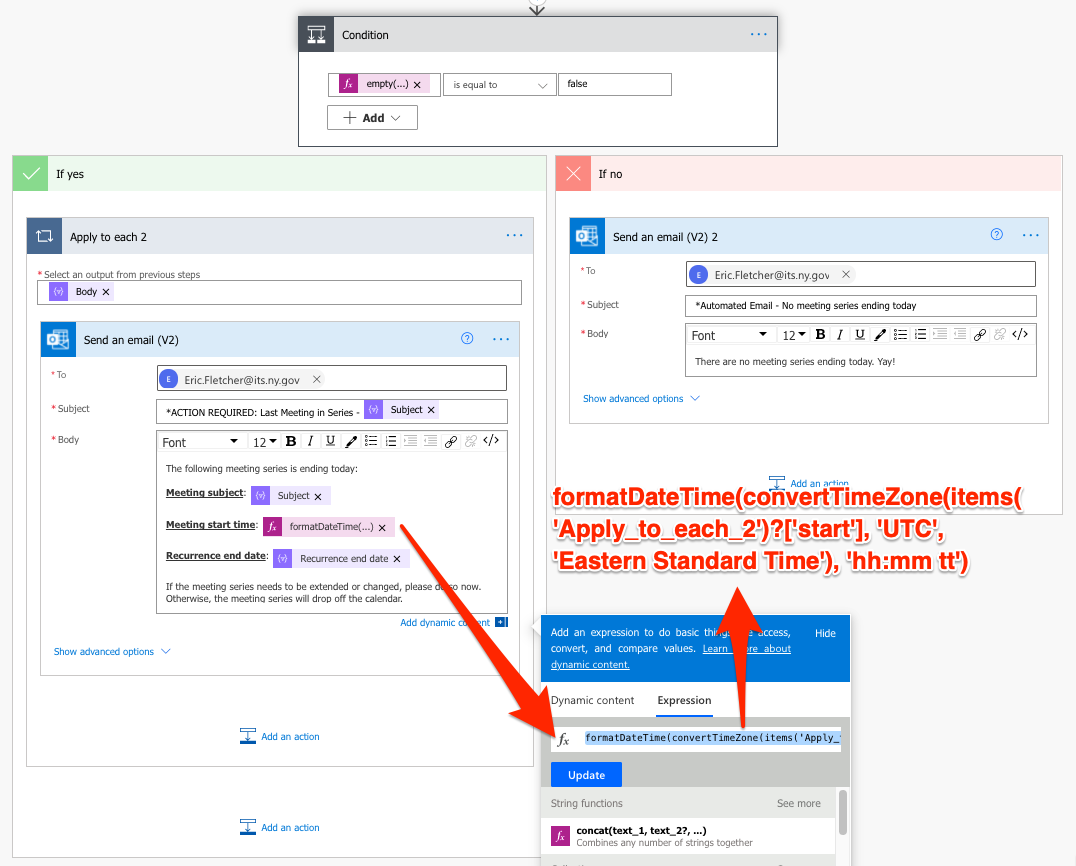 Condition
fx empty(...) ×
is equal to
false
+ Add
If yes
Apply to each 2
* Select an output from previous steps
Body ×
Send an email (V2)
* To
E Eric.Fletcher@its.ny.gov ×
* Subject
*ACTION REQUIRED: Last Meeting in Series - Subject ×
* Body
Font 12 B I U </>
The following meeting series is ending today:
Meeting subject: Subject ×
Meeting start time: fx formatDateTime(...) ×
Recurrence end date: Recurrence end date ×
If the meeting series needs to be extended or changed, please do so now.
Otherwise, the meeting series will drop off the calendar.
Add dynamic content
Show advanced options
Add an action
Add an action
If no
Send an email (V2) 2
* To
E Eric.Fletcher@its.ny.gov ×
* Subject
*Automated Email - No meeting series ending today
* Body
Font 12 B I U </>
There are no meeting series ending today. Yay!
Show advanced options
Add an action
formatDateTime(convertTimeZone(items(
'Apply_to_each_2')?['start'], 'UTC',
'Eastern Standard Time'), 'hh:mm tt')
Add an expression to do basic things access,
convert, and compare values. Learn more about
dynamic content.
Hide
Dynamic content
Expression
fx formatDateTime(convertTimeZone(items('Apply_
Update
String functions
See more
fx concat(text_1, text_2?, ...)
Combines any number of strings together